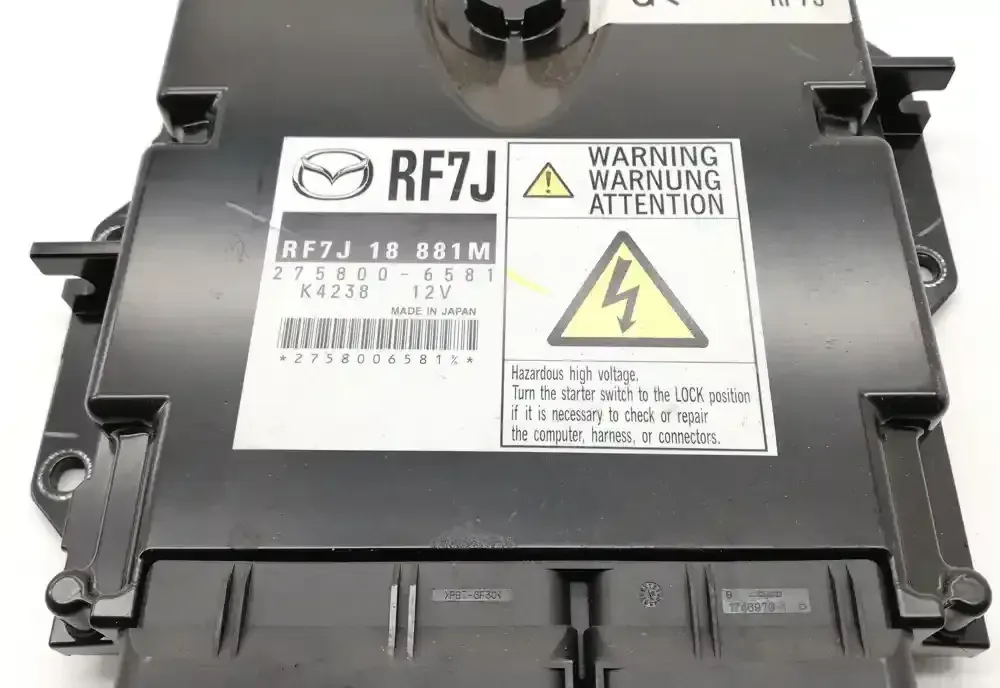 RF7J
RF7J
RF7J 18 881M
275800-6581
K4238 12V
MADE IN JAPAN
*2758006581%*
WARNING
WARNUNG
ATTENTION
Hazardous high voltage.
Turn the starter switch to the LOCK position
if it is necessary to check or repair
the computer, harness, or connectors.